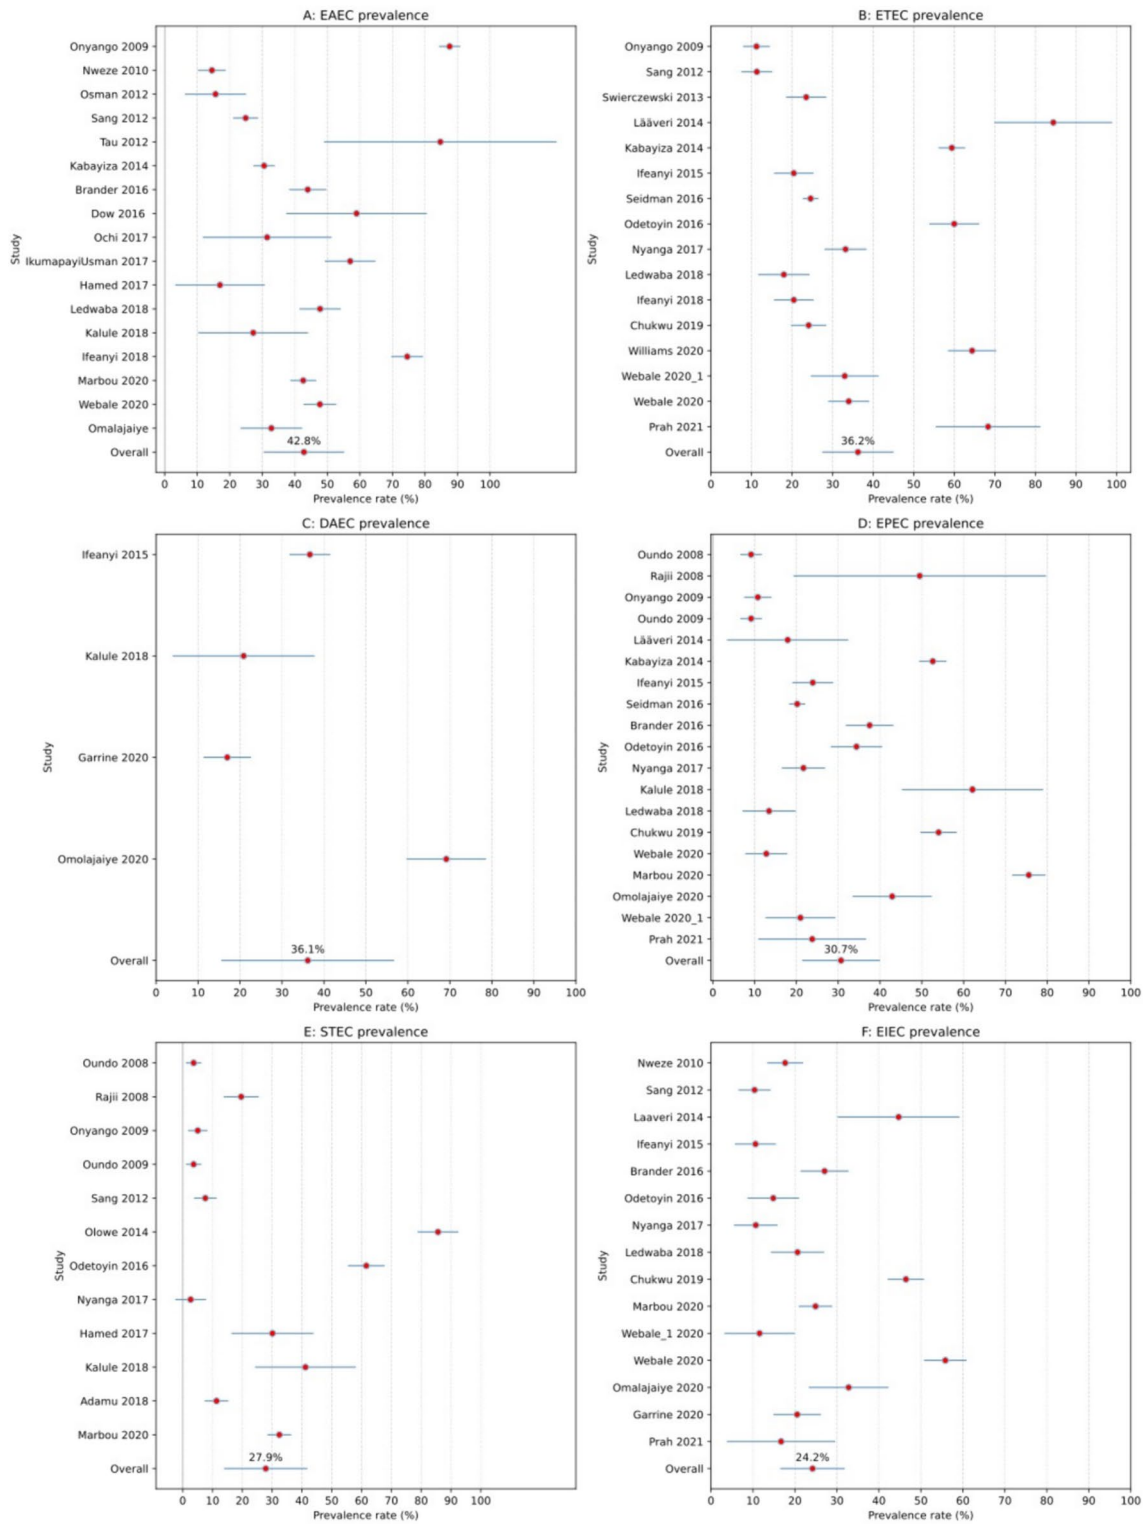 A: EAEC prevalence
Study
Onyango 2009
Nweze 2010
Osman 2012
Sang 2012
Tau 2012
Kabayiza 2014
Brander 2016
Dow 2016
Ochi 2017
IkumapayiUsman 2017
Hamed 2017
Ledwaba 2018
Kalule 2018
Ifeanyi 2018
Marbou 2020
Webale 2020
Omalajaiye
42.8%
Overall
0 10 20 30 40 50 60 70 80 90 100
Prevalence rate (%)
B: ETEC prevalence
Study
Onyango 2009
Sang 2012
Swierczewski 2013
Lääveri 2014
Kabayiza 2014
Ifeanyi 2015
Seidman 2016
Odetoyin 2016
Nyanga 2017
Ledwaba 2018
Ifeanyi 2018
Chukwu 2019
Williams 2020
Webale 2020_1
Webale 2020
Prah 2021
36.2%
Overall
0 10 20 30 40 50 60 70 80 90 100
Prevalence rate (%)
C: DAEC prevalence
Study
Ifeanyi 2015
Kalule 2018
Garrine 2020
Omolajaiye 2020
36.1%
Overall
0 10 20 30 40 50 60 70 80 90 100
Prevalence rate (%)
D: EPEC prevalence
Study
Oundo 2008
Rajii 2008
Onyango 2009
Oundo 2009
Lääveri 2014
Kabayiza 2014
Ifeanyi 2015
Seidman 2016
Brander 2016
Odetoyin 2016
Nyanga 2017
Kalule 2018
Ledwaba 2018
Chukwu 2019
Webale 2020
Marbou 2020
Omolajaiye 2020
Webale 2020_1
Prah 2021
30.7%
Overall
0 10 20 30 40 50 60 70 80 90 100
Prevalence rate (%)
E: STEC prevalence
Study
Oundo 2008
Rajii 2008
Onyango 2009
Oundo 2009
Sang 2012
Olowe 2014
Odetoyin 2016
Nyanga 2017
Hamed 2017
Kalule 2018
Adamu 2018
Marbou 2020
27.9%
Overall
0 10 20 30 40 50 60 70 80 90 100
Prevalence rate (%)
F: EIEC prevalence
Study
Nweze 2010
Sang 2012
Laaveri 2014
Ifeanyi 2015
Brander 2016
Odetoyin 2016
Nyanga 2017
Ledwaba 2018
Chukwu 2019
Marbou 2020
Webale_1 2020
Webale 2020
Omalajaiye 2020
Garrine 2020
Prah 2021
24.2%
Overall
0 10 20 30 40 50 60 70 80 90 100
Prevalence rate (%)